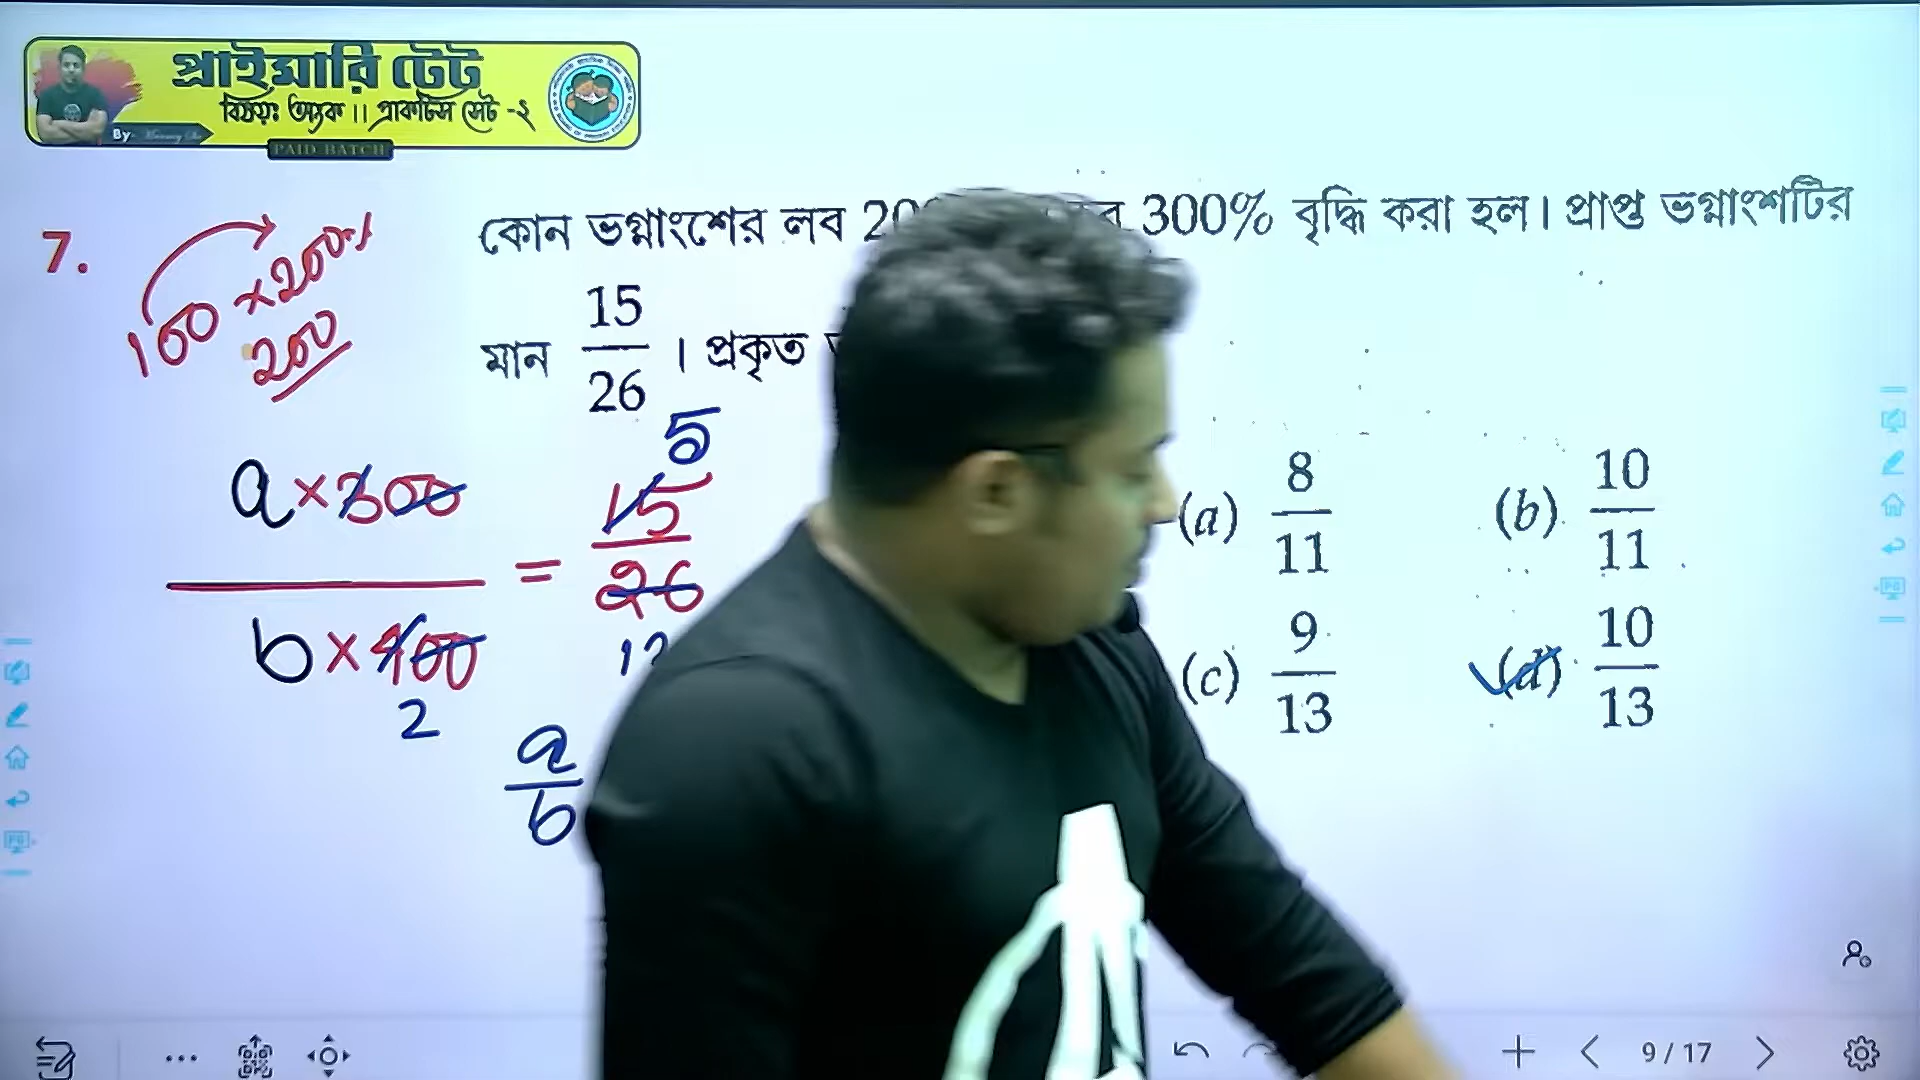 প্রাইমারি টেট
বিষয়ঃ অঙ্ক ।। প্র্যাকটিস সেট -২
By-
PAID BATCH
7.
কোন ভগ্নাংশের লব 300% বৃদ্ধি করা হল। প্রাপ্ত ভগ্নাংশটির
মান 15/26 । প্রকৃত
100 × 200%
200
a × 300 / b × 400 = 15/26
5
2
a/b
(a) 8/11 (b) 10/11
(c) 9/13 (d) 10/13
9 / 17